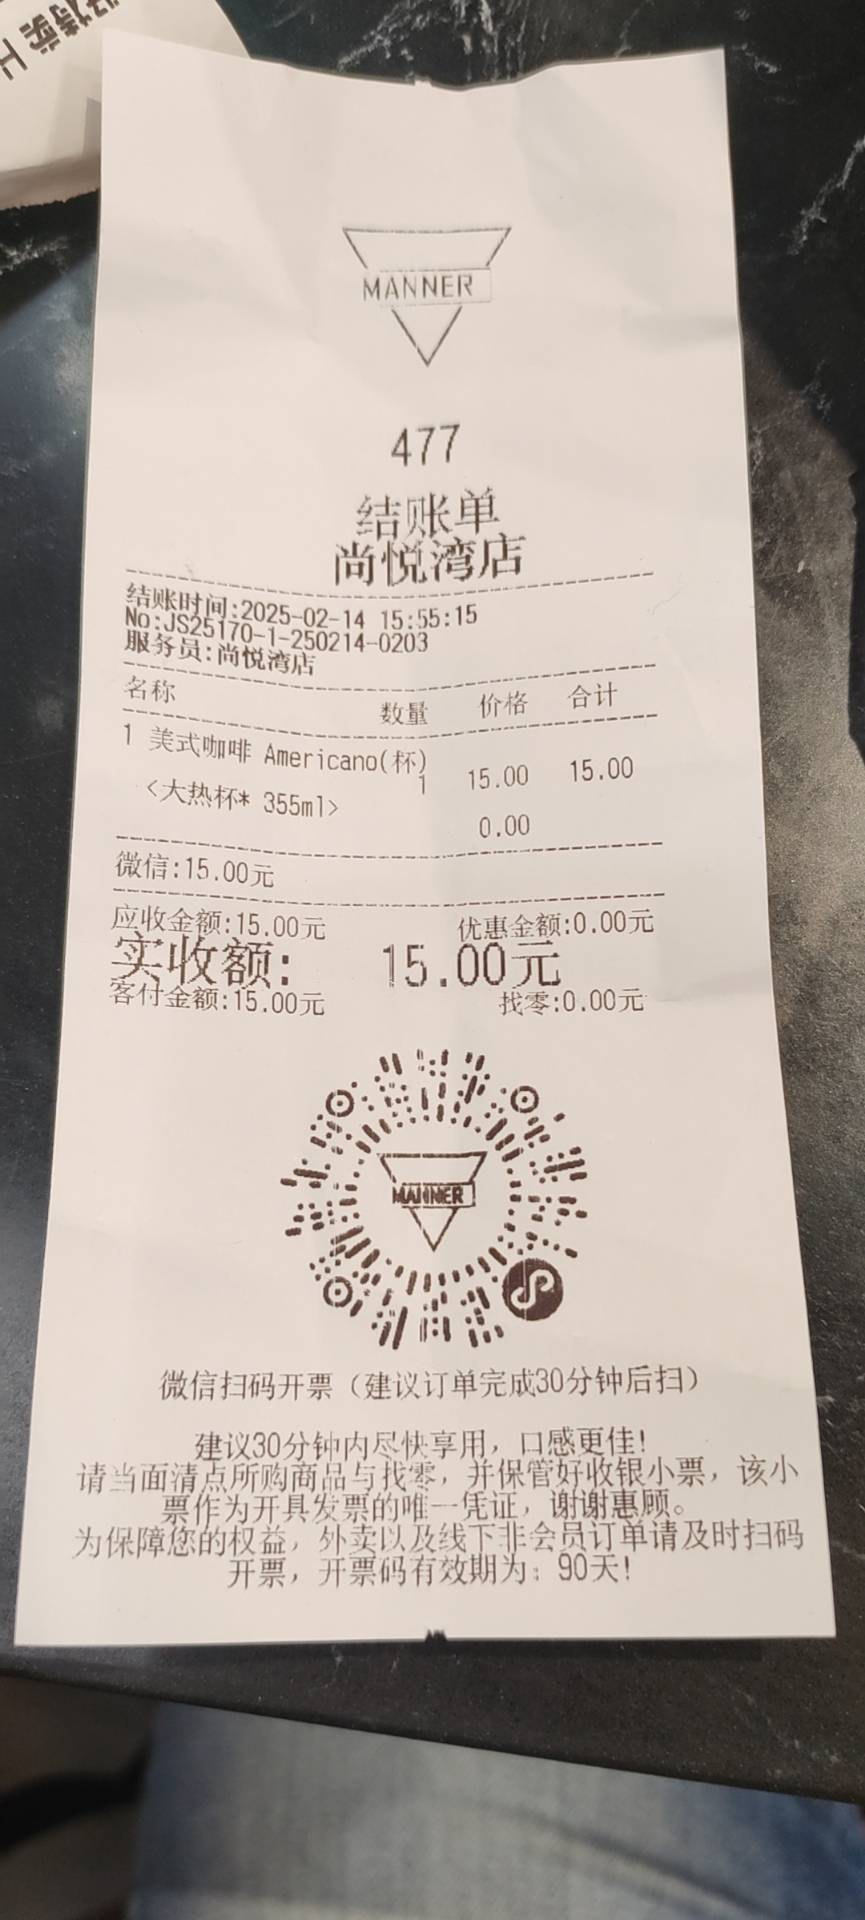 MANNER
477
结账单
尚悦湾店
结账时间:2025-02-14 15:55:15
No:JS25170-1-250214-0203
服务员:尚悦湾店
名称 数量 价格 合计
1 美式咖啡 Americano(杯)
1 15.00 15.00
<大热杯* 355ml>
0.00
微信:15.00元
应收金额:15.00元 优惠金额:0.00元
实收额: 15.00元
客付金额:15.00元 找零:0.00元
MANNER
微信扫码开票（建议订单完成30分钟后扫）
建议30分钟内尽快享用，口感更佳!
请当面清点所购商品与找零，并保管好收银小票，该小
票作为开具发票的唯一凭证，谢谢惠顾。
为保障您的权益，外卖以及线下非会员订单请及时扫码
开票，开票码有效期为：90天!